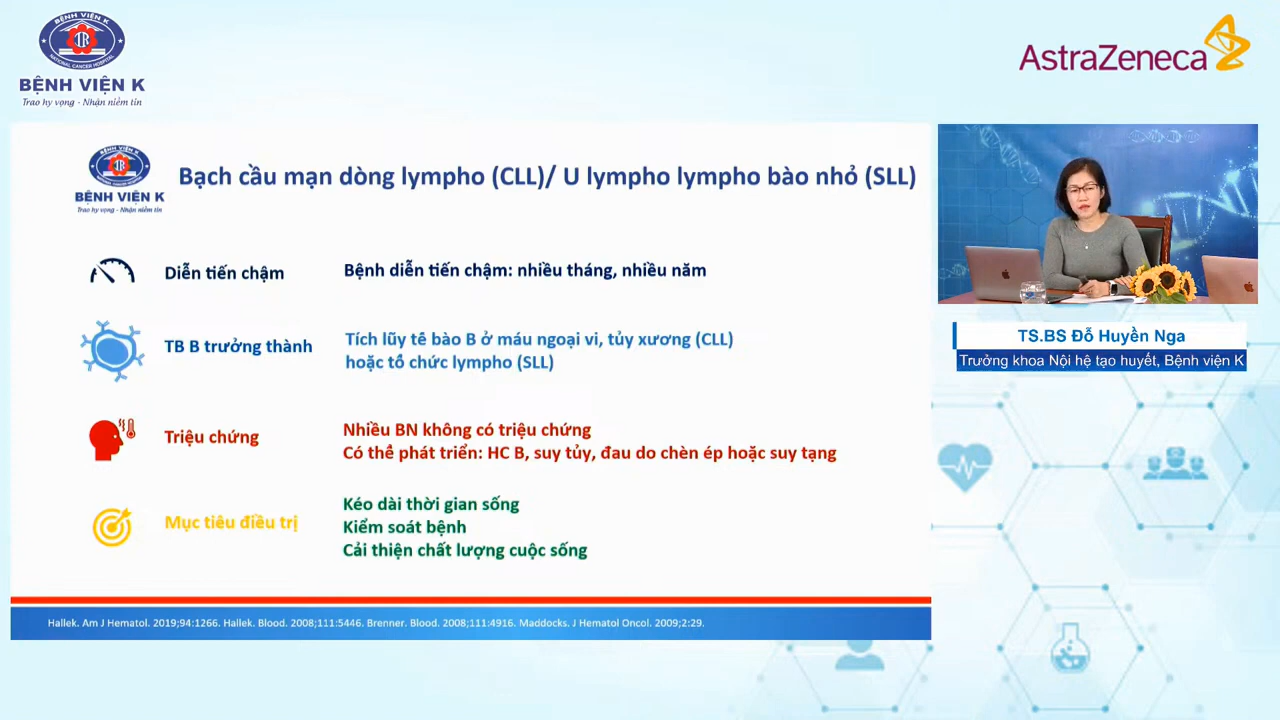 BỆNH VIỆN K
NATIONAL CANCER HOSPITAL
BỆNH VIỆN K
Trao hy vọng - Nhận niềm tin
AstraZeneca
BỆNH VIỆN K
Trao hy vọng - Nhận niềm tin
Bạch cầu mạn dòng lympho (CLL)/ U lympho lympho bào nhỏ (SLL)
Diễn tiến chậm
Bệnh diễn tiến chậm: nhiều tháng, nhiều năm
TB B trưởng thành
Tích lũy tế bào B ở máu ngoại vi, tủy xương (CLL)
hoặc tổ chức lympho (SLL)
Triệu chứng
Nhiều BN không có triệu chứng
Có thể phát triển: HC B, suy tủy, đau do chèn ép hoặc suy tạng
Mục tiêu điều trị
Kéo dài thời gian sống
Kiểm soát bệnh
Cải thiện chất lượng cuộc sống
Hallek. Am J Hematol. 2019;94:1266. Hallek. Blood. 2008;111:5446. Brenner. Blood. 2008;111:4916. Maddocks. J Hematol Oncol. 2009;2:29.
TS.BS Đỗ Huyền Nga
Trưởng khoa Nội hệ tạo huyết, Bệnh viện K